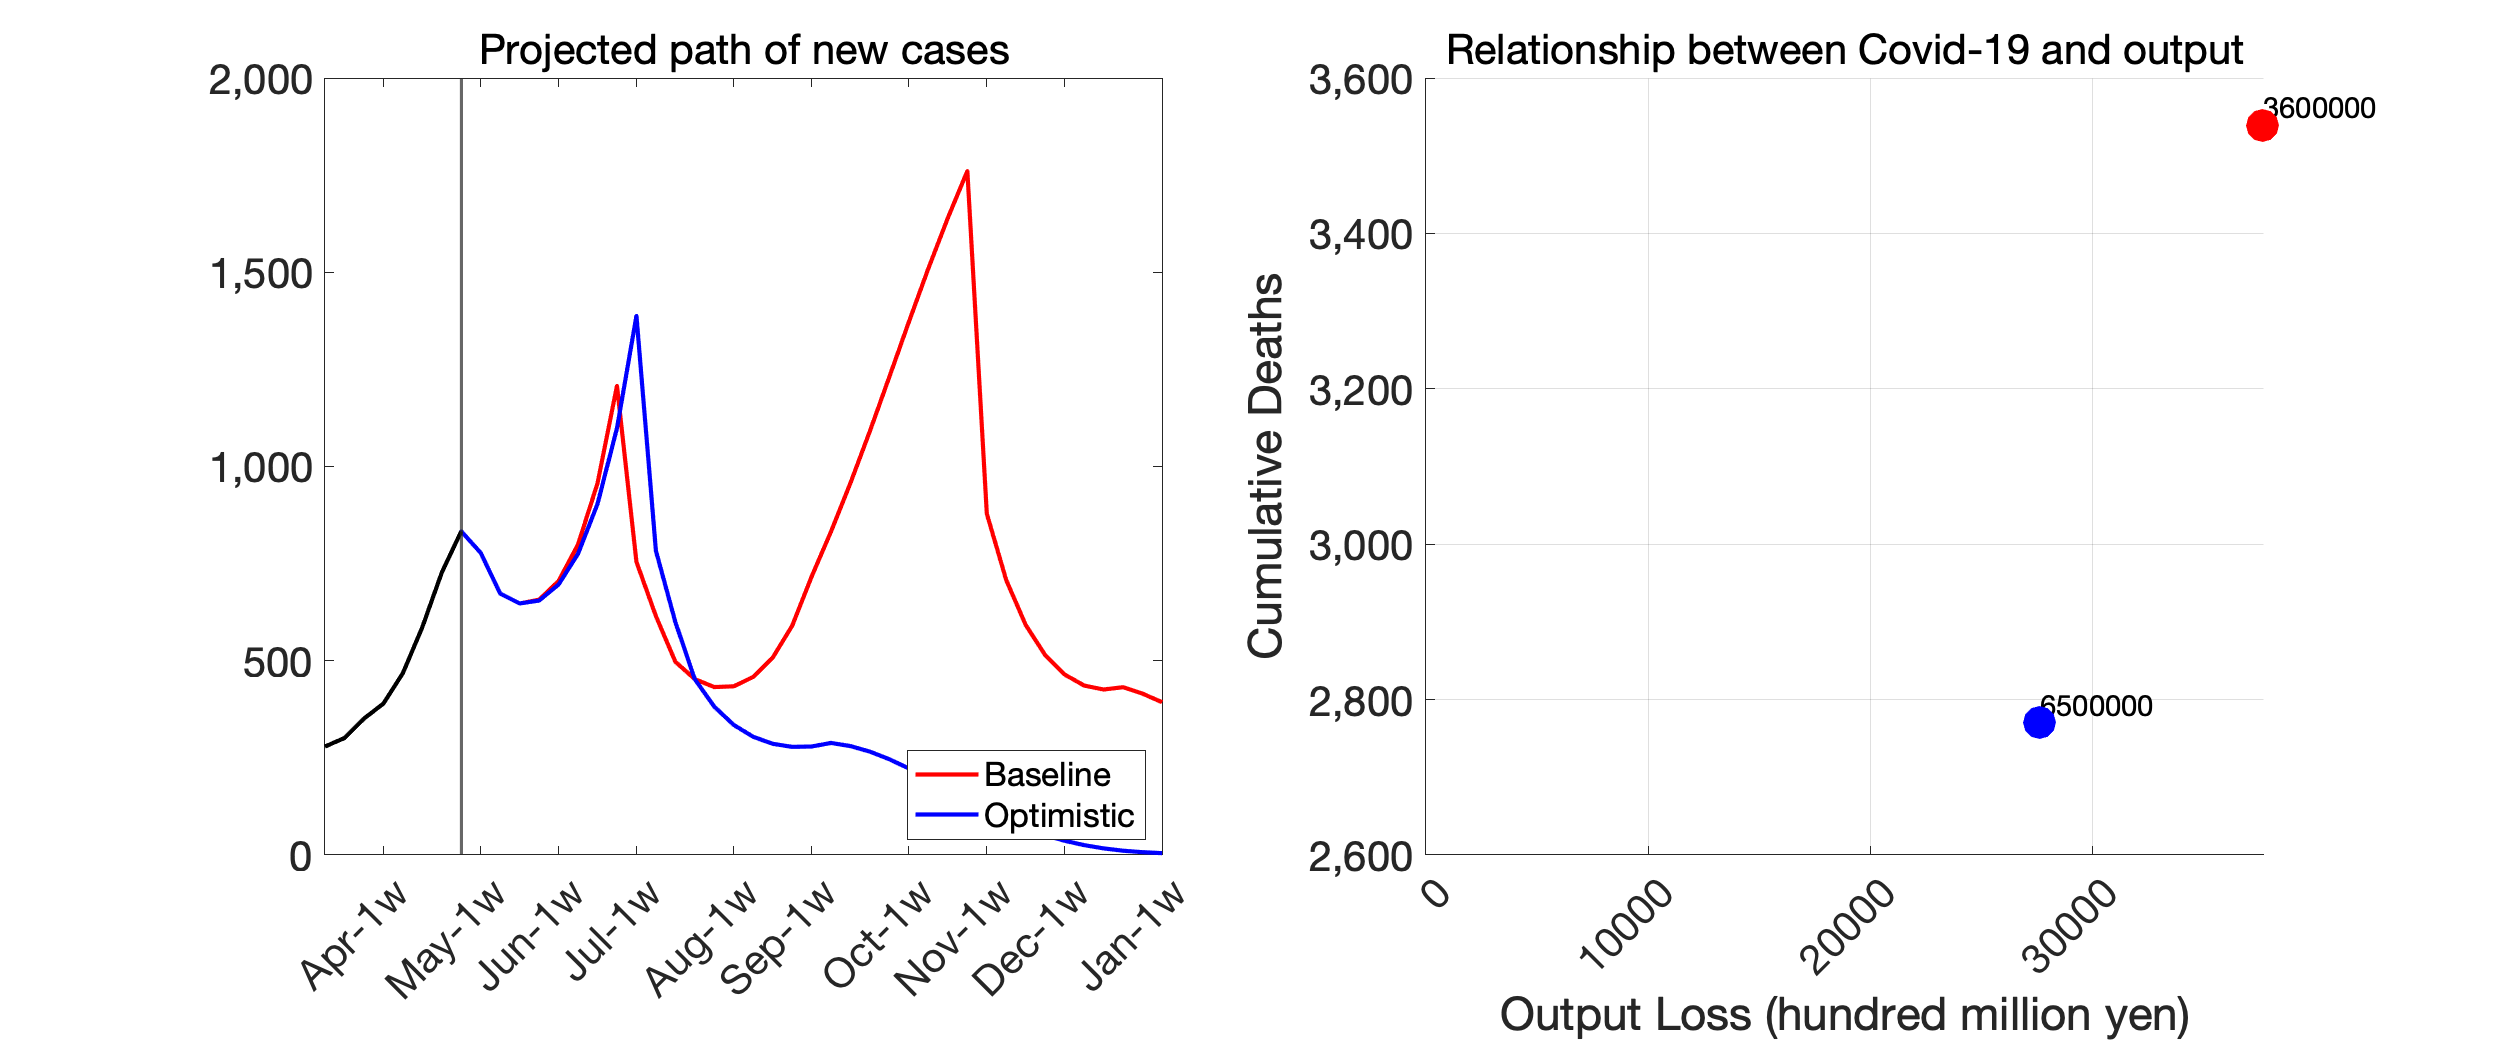 Projected path of new cases
2,000
1,500
1,000
500
0
Apr-1w
May-1w
Jun-1w
Jul-1w
Aug-1w
Sep-1w
Oct-1w
Nov-1w
Dec-1w
Jan-1w
Baseline
Optimistic
Relationship between Covid-19 and output
Cumulative Deaths
3,600
3,400
3,200
3,000
2,800
2,600
3600000
6500000
0
10000
20000
30000
Output Loss (hundred million yen)